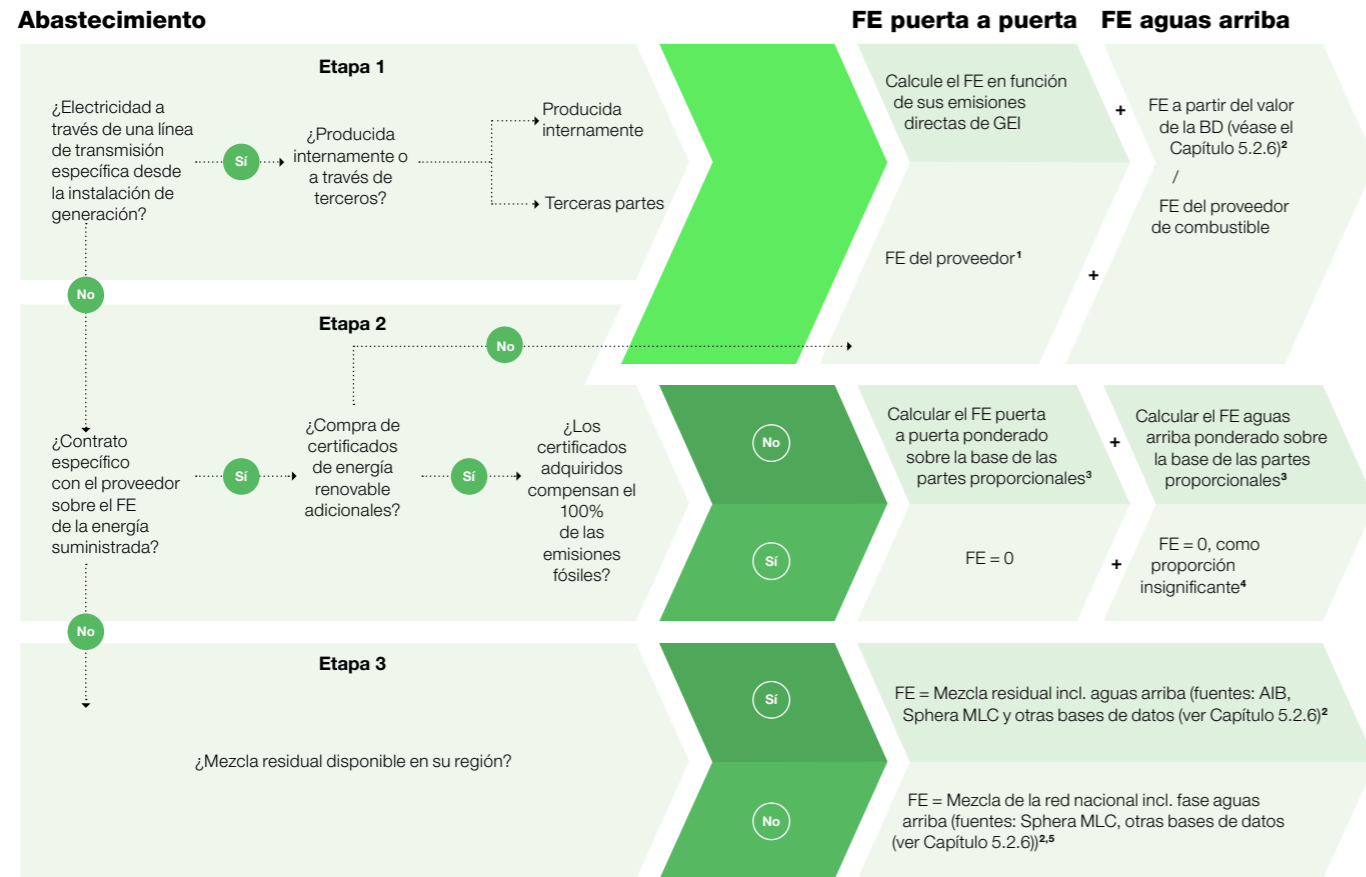 Abastecimiento
FE puerta a puerta
FE aguas arriba
Etapa 1
¿Electricidad a
través de una línea
de transmisión
específica desde
la instalación de
generación?
Sí
¿Producida
internamente o
a través de
terceros?
Producida
internamente
Terceras partes
Calcule el FE en función
de sus emisiones
directas de GEI
+
FE a partir del valor
de la BD (véase el
Capítulo 5.2.6)²
/
FE del proveedor
de combustible
FE del proveedor¹
+
No
Etapa 2
No
¿Contrato
específico
con el proveedor
sobre el FE
de la energía
suministrada?
Sí
¿Compra de
certificados
de energía
renovable
adicionales?
Sí
¿Los
certificados
adquiridos
compensan el
100%
de las
emisiones
fósiles?
No
Calcular el FE puerta
a puerta ponderado
sobre la base de las
partes proporcionales³
+
Calcular el FE aguas
arriba ponderado sobre
la base de las partes
proporcionales³
Sí
FE = 0
+
FE = 0, como
proporción
insignificante⁴
No
Etapa 3
¿Mezcla residual disponible en su región?
Sí
FE = Mezcla residual incl. aguas arriba (fuentes: AIB,
Sphera MLC y otras bases de datos (ver Capítulo 5.2.6)²
No
FE = Mezcla de la red nacional incl. fase aguas
arriba (fuentes: Sphera MLC, otras bases de datos
(ver Capítulo 5.2.6))²,⁵